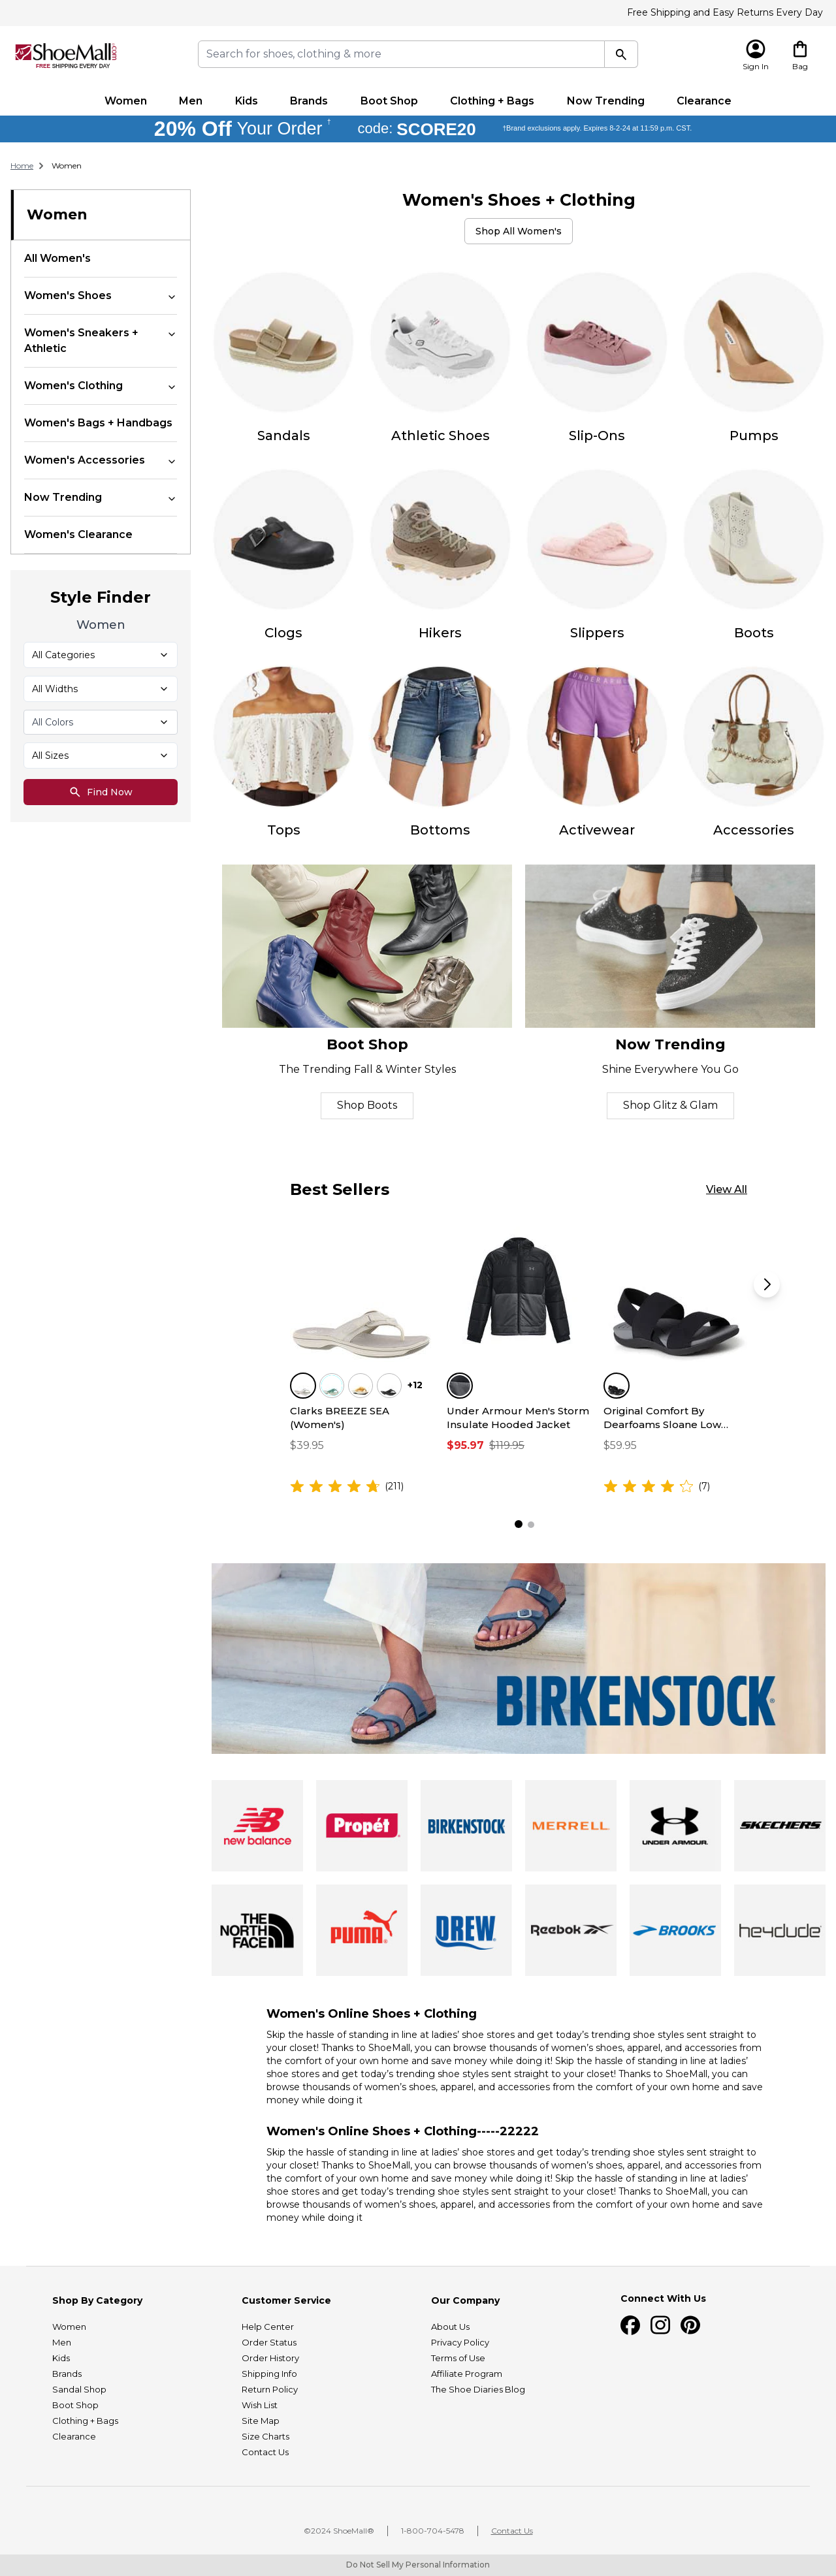 Free Shipping and Easy Returns Every Day
ShoeMall
FREE SHIPPING EVERY DAY
Search for shoes, clothing & more
Sign In
Bag
Women
Men
Kids
Brands
Boot Shop
Clothing + Bags
Now Trending
Clearance
20% Off Your Order †
code: SCORE20
†Brand exclusions apply. Expires 8-2-24 at 11:59 p.m. CST.
Home
Women
Women
All Women's
Women's Shoes
Women's Sneakers +
Athletic
Women's Clothing
Women's Bags + Handbags
Women's Accessories
Now Trending
Women's Clearance
Style Finder
Women
All Categories
All Widths
All Colors
All Sizes
Find Now
Women's Shoes + Clothing
Shop All Women's
Sandals
Athletic Shoes
Slip-Ons
Pumps
Clogs
Hikers
Slippers
Boots
Tops
Bottoms
Activewear
Accessories
Boot Shop
The Trending Fall & Winter Styles
Shop Boots
Now Trending
Shine Everywhere You Go
Shop Glitz & Glam
Best Sellers
View All
+12
Clarks BREEZE SEA
(Women's)
$39.95
(211)
Under Armour Men's Storm
Insulate Hooded Jacket
$95.97 $119.95
Original Comfort By
Dearfoams Sloane Low...
$59.95
(7)
BIRKENSTOCK®
new balance
Propét
BIRKENSTOCK
MERRELL
UNDER ARMOUR
SKECHERS
THE
NORTH
FACE
PUMA
DREW
Reebok
BROOKS
heydude
Women's Online Shoes + Clothing
Skip the hassle of standing in line at ladies’ shoe stores and get today’s trending shoe styles sent straight to
your closet! Thanks to ShoeMall, you can browse thousands of women’s shoes, apparel, and accessories from
the comfort of your own home and save money while doing it! Skip the hassle of standing in line at ladies’
shoe stores and get today’s trending shoe styles sent straight to your closet! Thanks to ShoeMall, you can
browse thousands of women’s shoes, apparel, and accessories from the comfort of your own home and save
money while doing it
Women's Online Shoes + Clothing-----22222
Skip the hassle of standing in line at ladies’ shoe stores and get today’s trending shoe styles sent straight to
your closet! Thanks to ShoeMall, you can browse thousands of women’s shoes, apparel, and accessories from
the comfort of your own home and save money while doing it! Skip the hassle of standing in line at ladies’
shoe stores and get today’s trending shoe styles sent straight to your closet! Thanks to ShoeMall, you can
browse thousands of women’s shoes, apparel, and accessories from the comfort of your own home and save
money while doing it
Shop By Category
Women
Men
Kids
Brands
Sandal Shop
Boot Shop
Clothing + Bags
Clearance
Customer Service
Help Center
Order Status
Order History
Shipping Info
Return Policy
Wish List
Site Map
Size Charts
Contact Us
Our Company
About Us
Privacy Policy
Terms of Use
Affiliate Program
The Shoe Diaries Blog
Connect With Us
©2024 ShoeMall®
1-800-704-5478
Contact Us
Do Not Sell My Personal Information